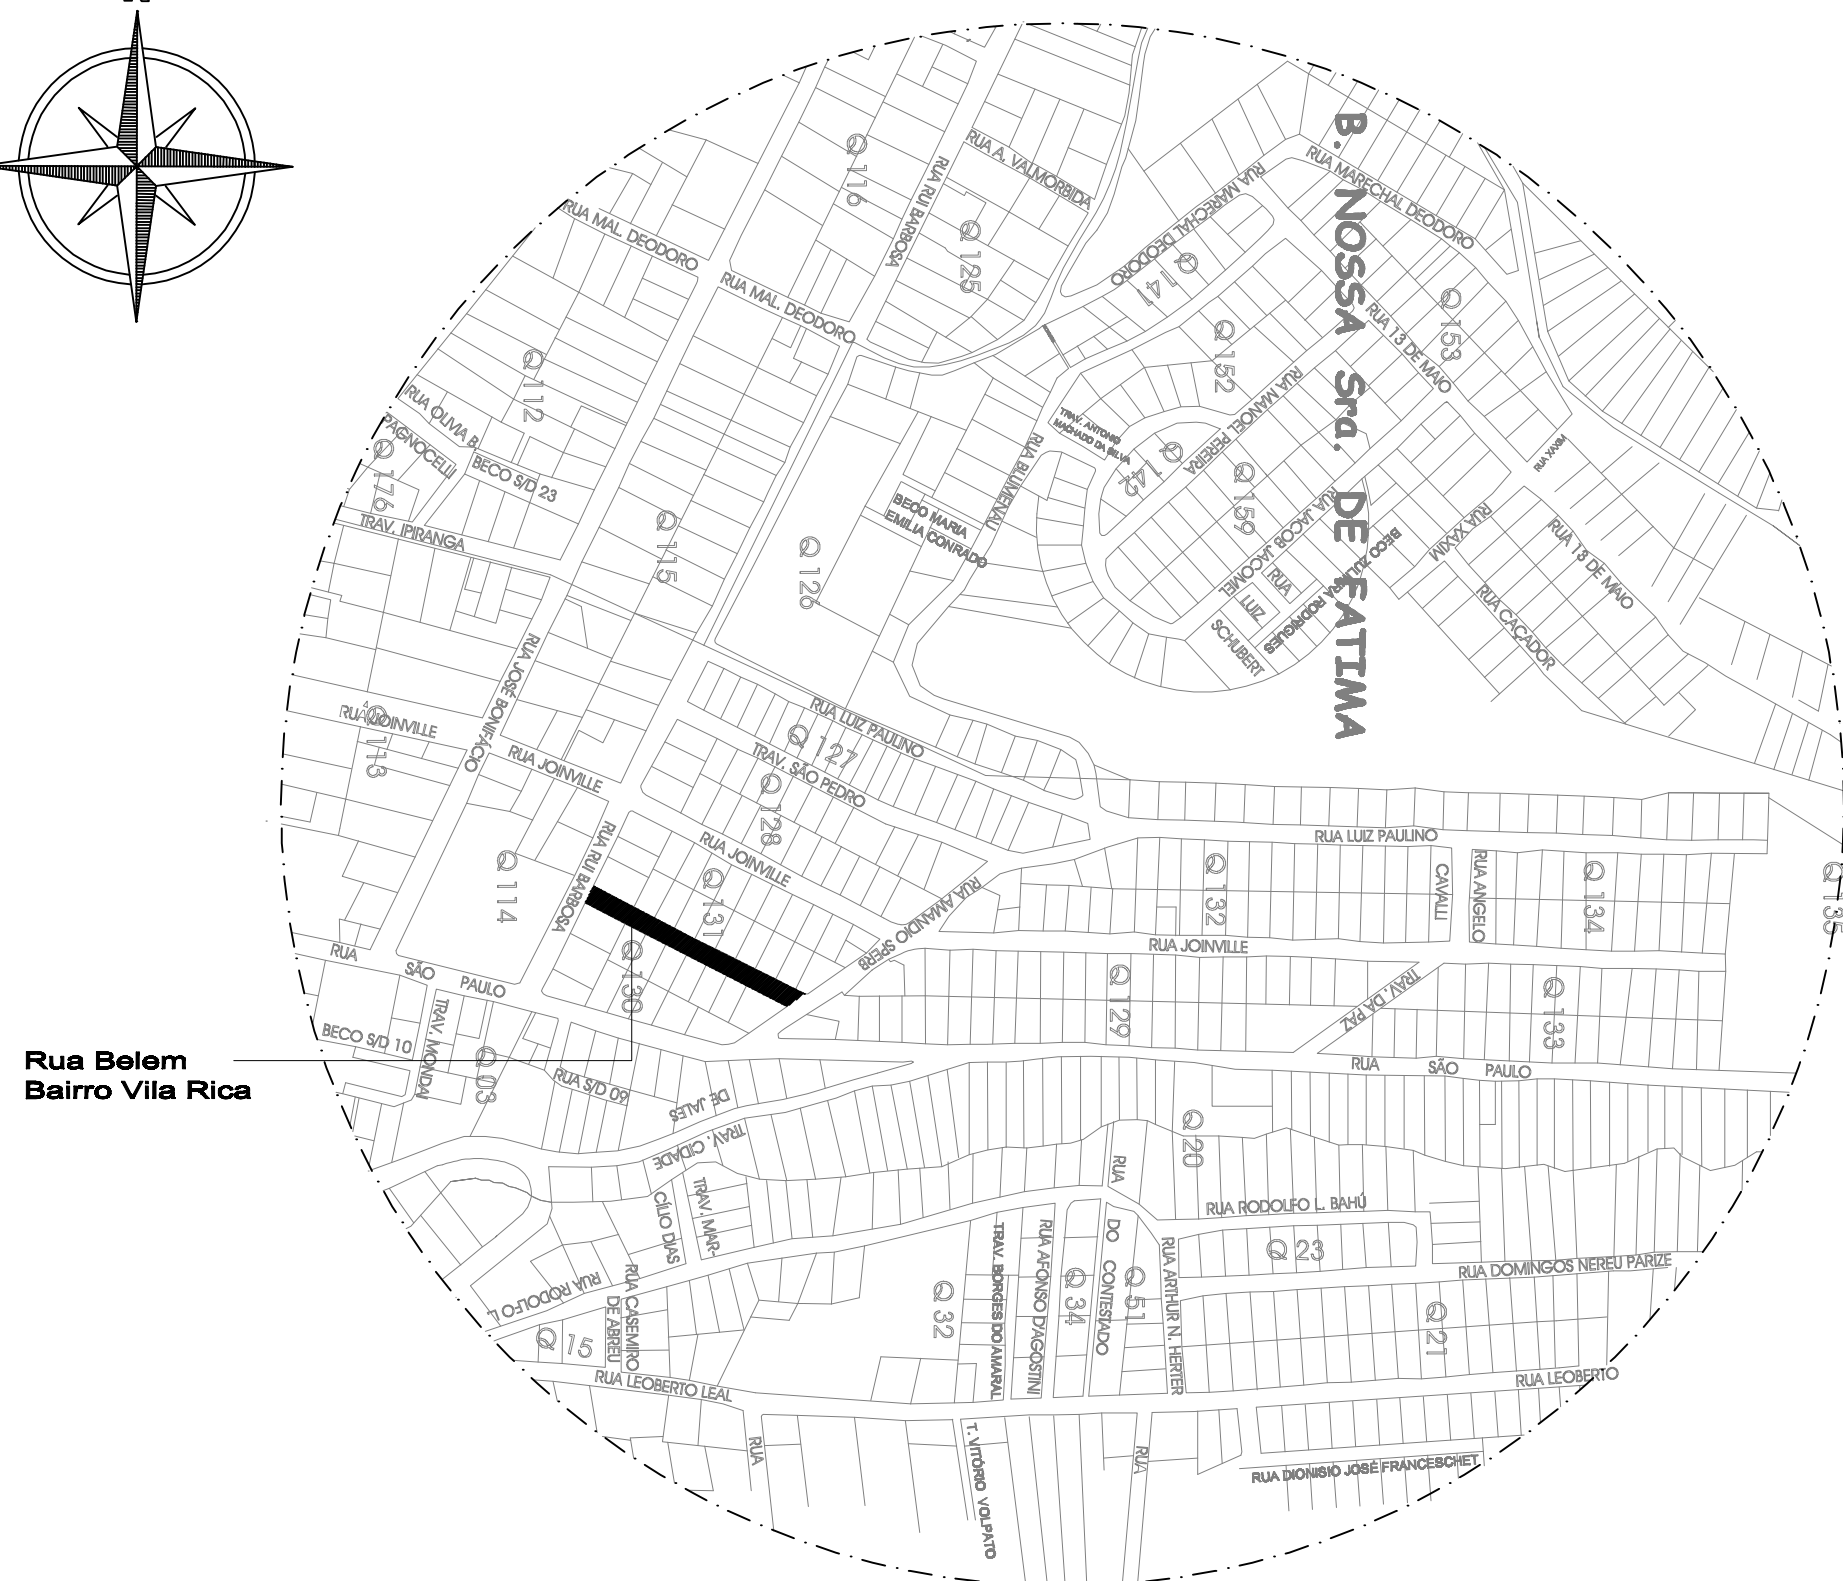 RUA A. VALMORBIDA
Q 116
RUA RUI BARBOSA
Q 125
RUA MARECHAL DEODORO
RUA MARECHAL DEODORO
B. NOSSA Sra. DE FATIMA
RUA MAL. DEODORO
RUA MAL. DEODORO
Q 141
Q 152
Q 153
RUA 13 DE MAIO
Q 112
RUA OLIVIA B.
PAGNOCELLI
Q 176
BECO S/D 23
TRAV. IPIRANGA
Q 115
Q 126
BECO MARIA
EMILIA CONRADO
RUA BLUMENAU
TRAV. ANTONIO
MACHADO DA SILVA
Q 142
RUA MANOEL PEREIRA
Q 159
RUA JACOB JACOMEL
RUA
LUIZ
SCHUBERT
BECO ZULMIRA RODRIGUES
RUA XAXIM
RUA XAXIM
RUA 13 DE MAIO
RUA CAÇADOR
RUA JOSÉ BONIFÁCIO
RUA JOINVILLE
Q 113
RUA JOINVILLE
RUA LUIZ PAULINO
Q 127
TRAV. SÃO PEDRO
Q 128
RUA JOINVILLE
RUA LUIZ PAULINO
Q 114
RUA RUI BARBOSA
Q 131
Q 130
RUA AMANDIO SPERB
Q 132
CAVALLI
RUA ANGELO
Q 134
Q 135
RUA JOINVILLE
RUA
SÃO
PAULO
Q 129
TRAV. DA PAZ
Q 133
BECO S/D 10
TRAV. MONDAI
Q 03
RUA S/D 09
Rua Belem
Bairro Vila Rica
RUA
SÃO
PAULO
DE JALES
TRAV. CIDADE
Q 20
CÍLIO DIAS
TRAV. MAR-
RUA
DO CONTESTADO
RUA RODOLFO L. BAHÚ
Q 23
RUA DOMINGOS NEREU PARIZE
RUA RODOLFO L
RUA CASEMIRO
DE ABREU
Q 15
Q 32
TRAV. BORGES DO AMARAL
RUA AFONSO D'AGOSTINI
Q 34
Q 51
RUA ARTHUR N. HERTER
Q 21
RUA LEOBERTO LEAL
RUA LEOBERTO
RUA
T. VITÓRIO VOLPATO
RUA
RUA DIONISIO JOSÉ FRANCESCHET